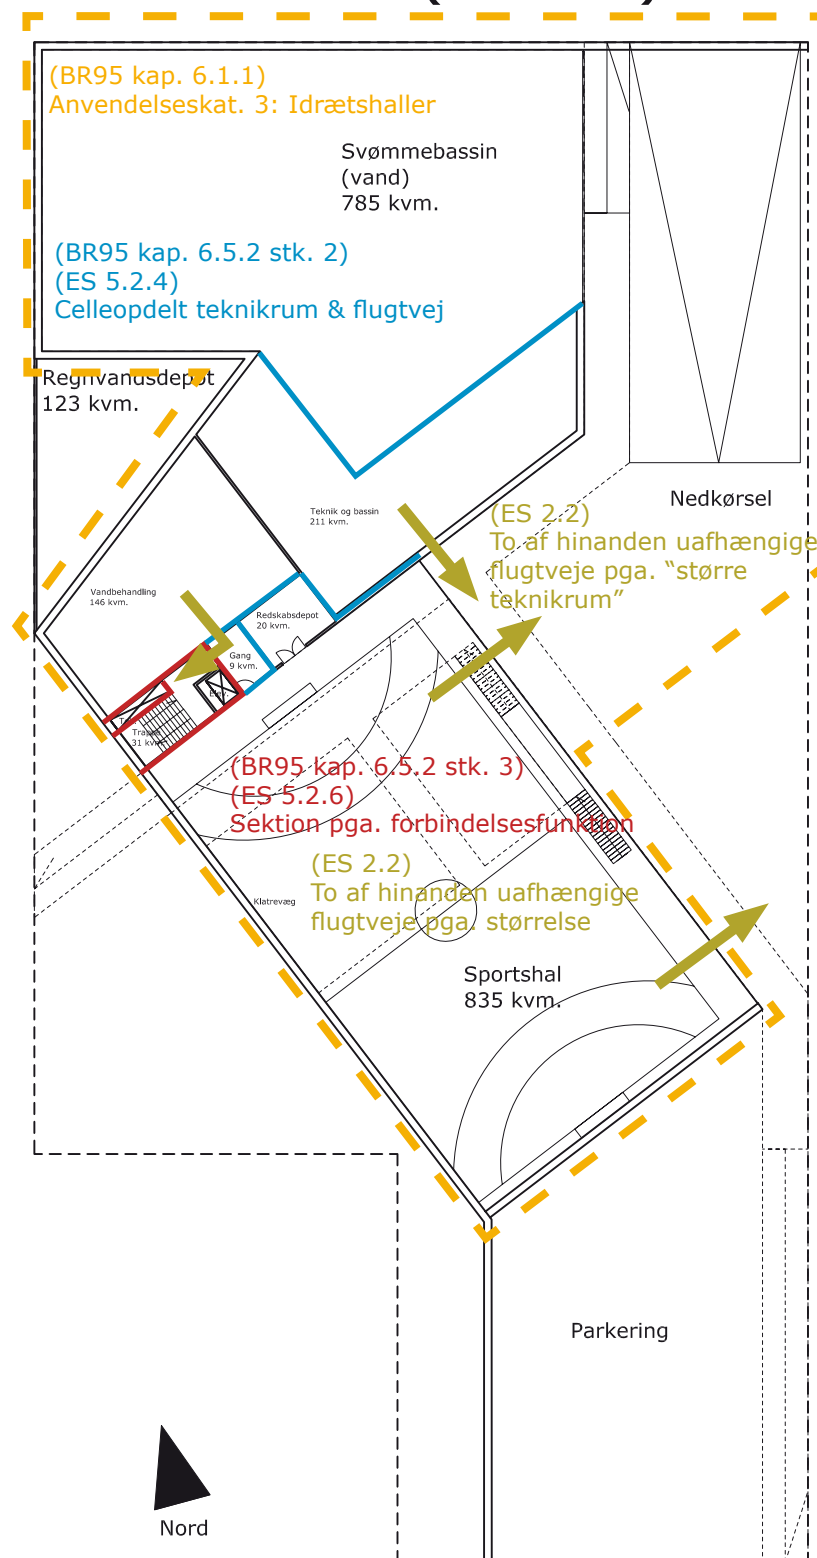 (BR95 kap. 6.1.1)
Anvendelseskat. 3: Idrætshaller
Svømmebassin
(vand)
785 kvm.
(BR95 kap. 6.5.2 stk. 2)
(ES 5.2.4)
Celleopdelt teknikrum & flugtvej
Regnvandsdepot
123 kvm.
Nedkørsel
Teknik og bassin
211 kvm.
(ES 2.2)
To af hinanden uafhængige
flugtveje pga. “større
teknikrum”
Vandbehandling
146 kvm.
Redskabsdepot
20 kvm.
Gang
9 kvm.
Elev.
Trappe
31 kvm.
(BR95 kap. 6.5.2 stk. 3)
(ES 5.2.6)
Sektion pga. forbindelsesfunktion
(ES 2.2)
To af hinanden uafhængige
flugtveje pga. størrelse
Klatrevæg
Sportshal
835 kvm.
Parkering
Nord